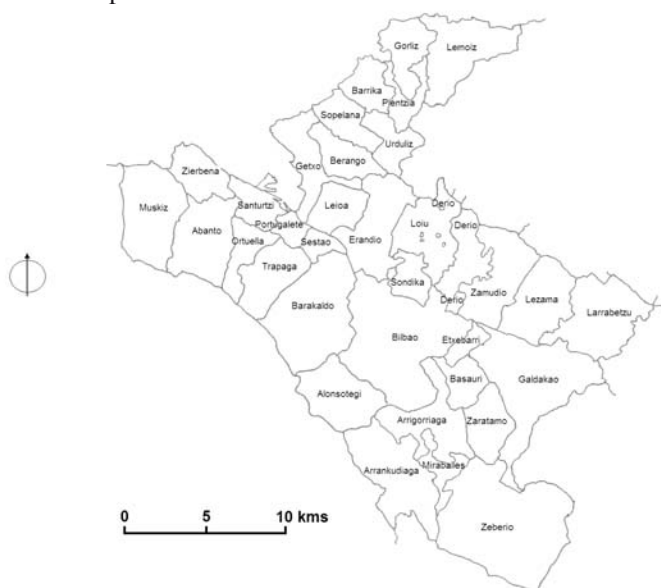 Gorliz
Lemoiz
Barrika
Plentzia
Sopelana
Urduliz
Berango
Getxo
Zierbena
Muskiz
Santurtzi
Abanto
Portugalete
Ortuella
Sestao
Trapaga
Leioa
Erandio
Loiu
Derio
Derio
Sondika
Derio
Zamudio
Lezama
Larrabetzu
Barakaldo
Bilbao
Etxebarri
Basauri
Galdakao
Alonsotegi
Arrigorriaga
Zaratamo
Arrankudiaga
Miraballes
Zeberio
0 5 10 kms